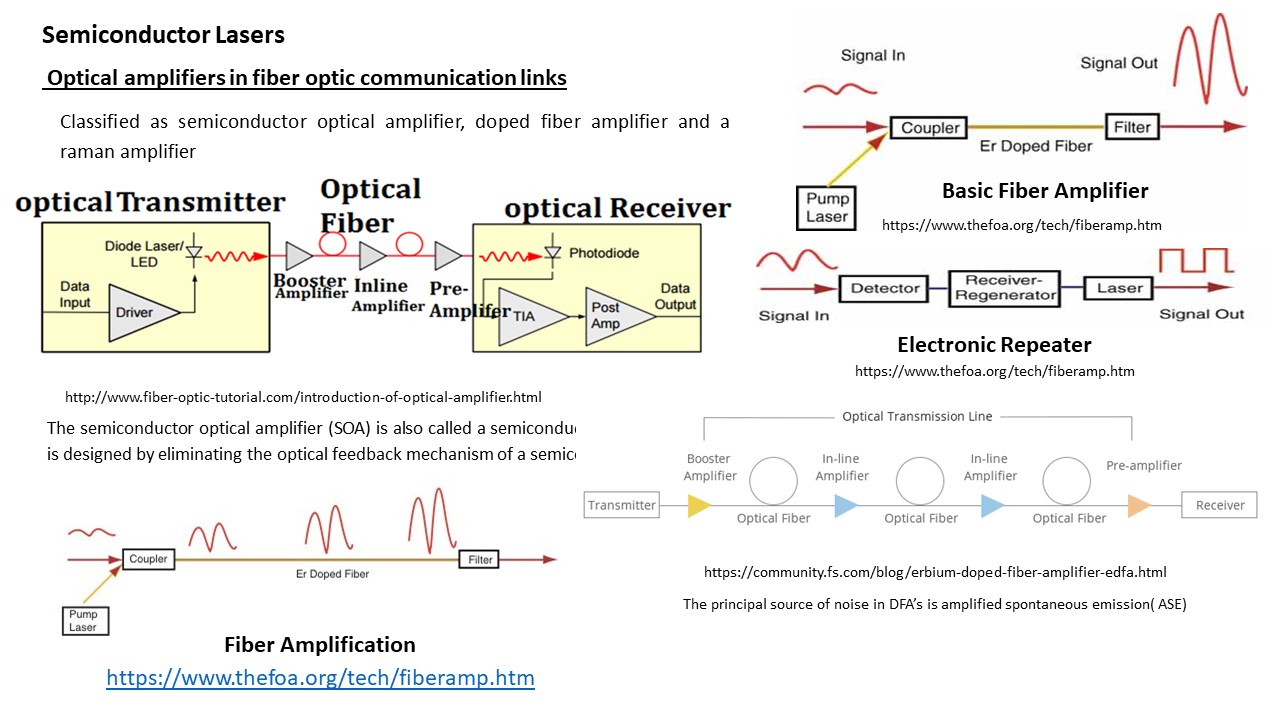 Semiconductor Lasers
Optical amplifiers in fiber optic communication links
Classified as semiconductor optical amplifier, doped fiber amplifier and a
raman amplifier
optical Transmitter
Optical
Fiber
optical Receiver
Diode Laser/
LED
Data
Input
Driver
Booster
Amplifier
Inline
Amplifier
Pre-
Amplifer
Photodiode
TIA
Post
Amp
Data
Output
http://www.fiber-optic-tutorial.com/introduction-of-optical-amplifier.html
The semiconductor optical amplifier (SOA) is also called a
is designed by eliminating the optical feedback mechanism of a
Coupler
Er Doped Fiber
Filter
Pump
Laser
Fiber Amplification
https://www.thefoa.org/tech/fiberamp.htm
Signal In
Signal Out
Coupler
Er Doped Fiber
Filter
Pump
Laser
Basic Fiber Amplifier
https://www.thefoa.org/tech/fiberamp.htm
Signal In
Detector
Receiver-
Regenerator
Laser
Signal Out
Electronic Repeater
https://www.thefoa.org/tech/fiberamp.htm
Optical Transmission Line
Booster
Amplifier
In-line
Amplifier
In-line
Amplifier
Pre-amplifier
Transmitter
Optical Fiber
Optical Fiber
Optical Fiber
Receiver
https://community.fs.com/blog/erbium-doped-fiber-amplifier-edfa.html
The principal source of noise in DFA's is amplified spontaneous emission( ASE)